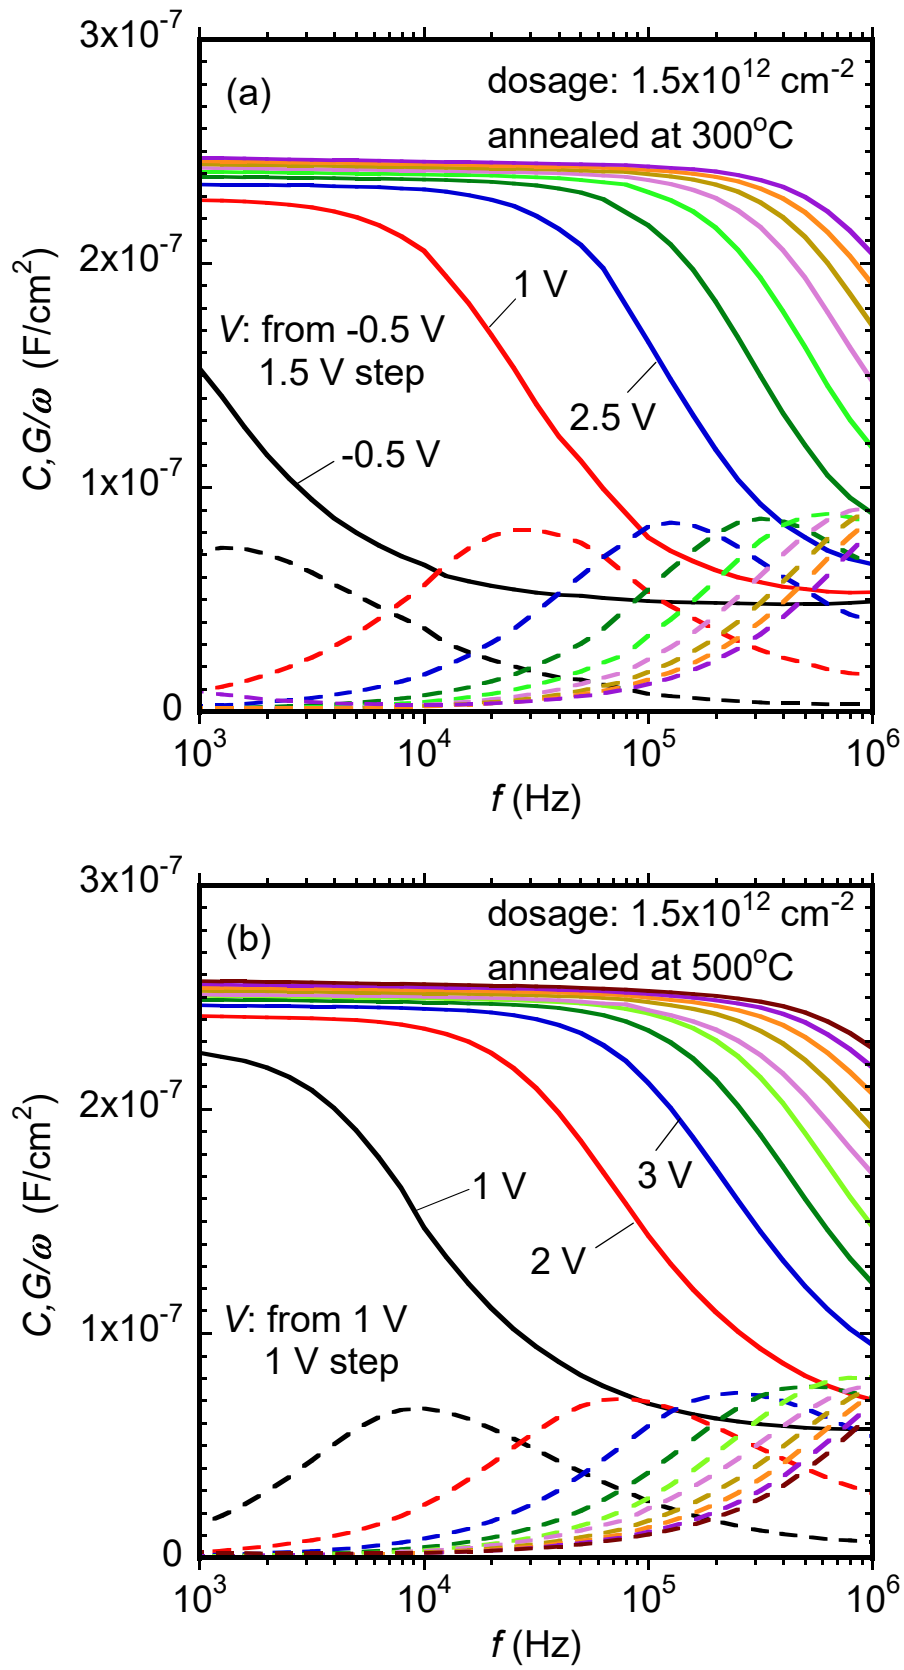 3x10⁻⁷
(a)
dosage: 1.5x10¹² cm⁻²
annealed at 300°C
2x10⁻⁷
C,G/ω (F/cm²)
1 V
V: from -0.5 V
1.5 V step
2.5 V
-0.5 V
1x10⁻⁷
0
10³ 10⁴ 10⁵ 10⁶
f (Hz)
3x10⁻⁷
(b)
dosage: 1.5x10¹² cm⁻²
annealed at 500°C
2x10⁻⁷
C,G/ω (F/cm²)
1 V
3 V
2 V
V: from 1 V
1 V step
1x10⁻⁷
0
10³ 10⁴ 10⁵ 10⁶
f (Hz)